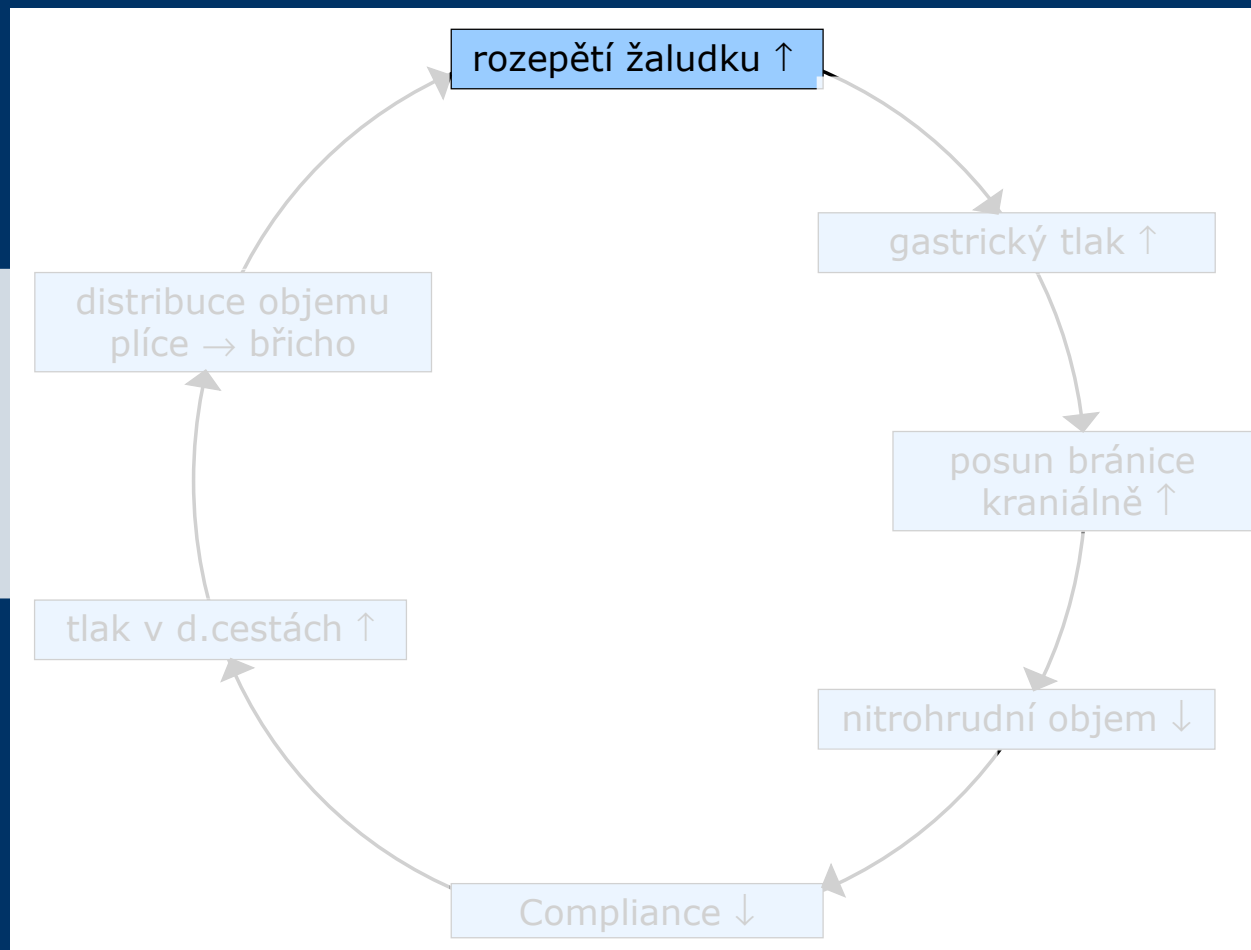 rozepětí žaludku ↑
gastrický tlak ↑
posun bránice
kraniálně ↑
nitrohrudní objem ↓
Compliance ↓
tlak v d.cestách ↑
distribuce objemu
plíce → břicho